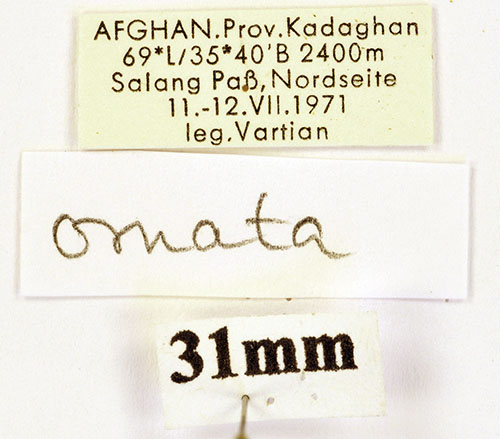 AFGHAN.Prov.Kadaghan
69*L/35*40'B 2400m
Salang Paß,Nordseite
11.-12.VII.1971
leg.Vartian
ornata
31mm